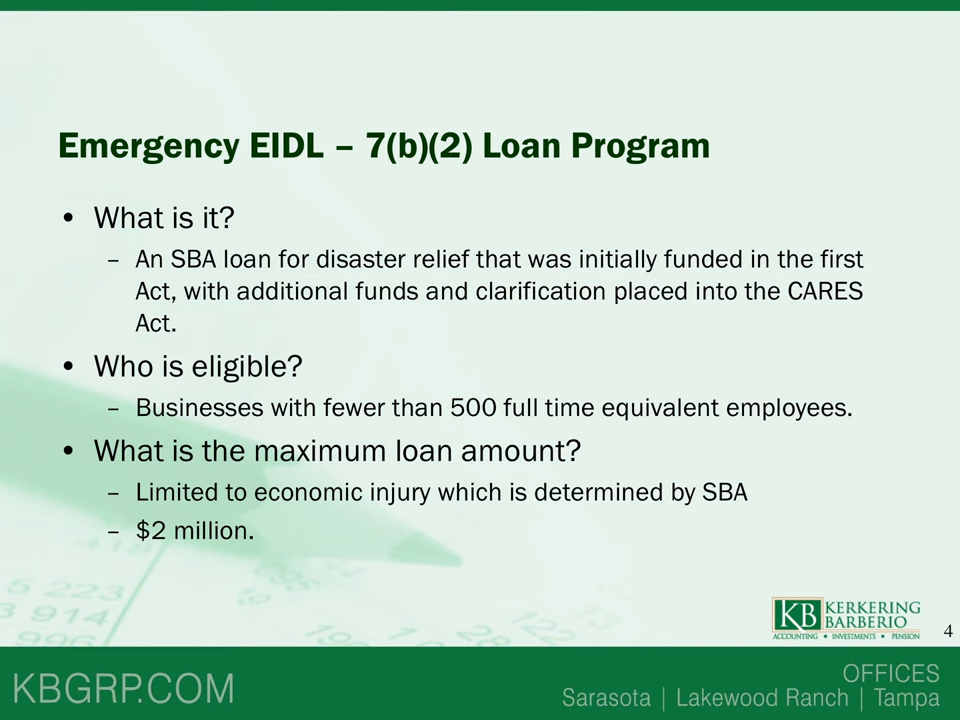 Emergency EIDL – 7(b)(2) Loan Program
• What is it?
– An SBA loan for disaster relief that was initially funded in the first
Act, with additional funds and clarification placed into the CARES
Act.
• Who is eligible?
– Businesses with fewer than 500 full time equivalent employees.
• What is the maximum loan amount?
– Limited to economic injury which is determined by SBA
– $2 million.
5 223
3 914
KB KERKERING
BARBERIO
ACCOUNTING • INVESTMENTS • PENSION
4
KBGRP.COM
OFFICES
Sarasota | Lakewood Ranch | Tampa